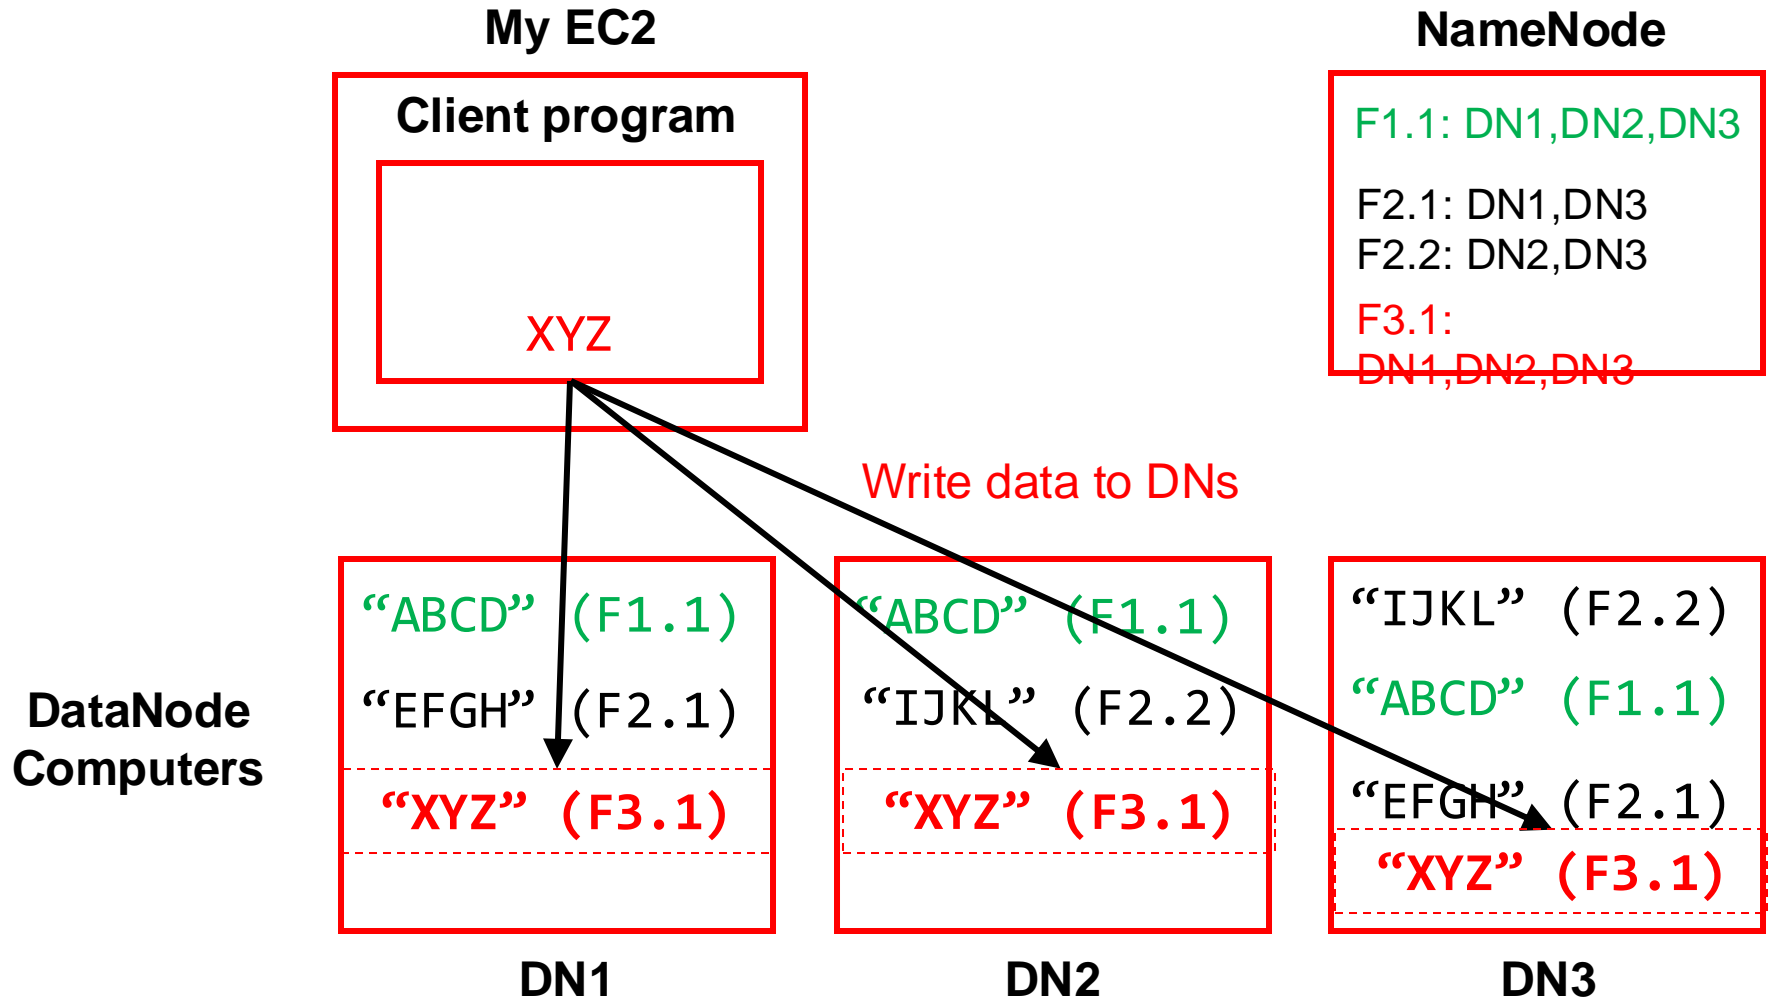 My EC2
NameNode
Client program
XYZ
F1.1: DN1,DN2,DN3
F2.1: DN1,DN3
F2.2: DN2,DN3
F3.1:
DN1,DN2,DN3
Write data to DNs
DataNode
Computers
“ABCD” (F1.1)
“EFGH” (F2.1)
“XYZ” (F3.1)
DN1
“ABCD” (F1.1)
“IJKL” (F2.2)
“XYZ” (F3.1)
DN2
“IJKL” (F2.2)
“ABCD” (F1.1)
“EFGH” (F2.1)
“XYZ” (F3.1)
DN3